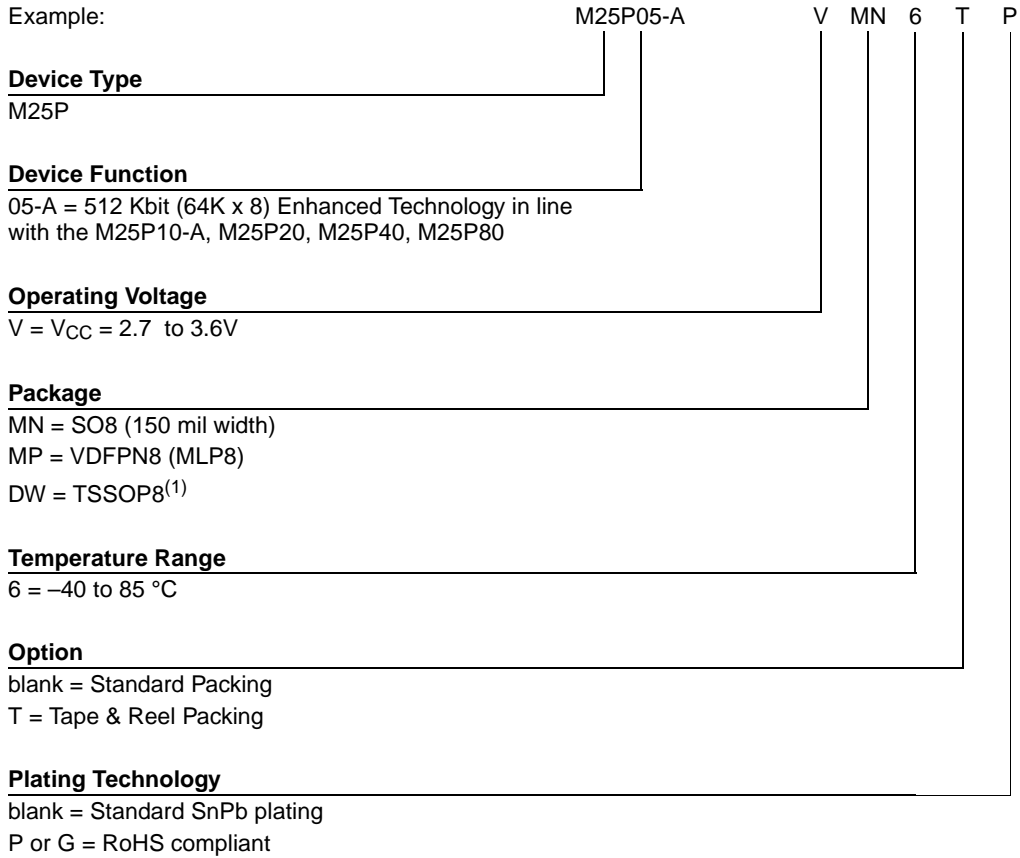 Example: M25P05-A V MN 6 T P
Device Type
M25P
Device Function
05-A = 512 Kbit (64K x 8) Enhanced Technology in line
with the M25P10-A, M25P20, M25P40, M25P80
Operating Voltage
V = VCC = 2.7 to 3.6V
Package
MN = SO8 (150 mil width)
MP = VDFPN8 (MLP8)
DW = TSSOP8(1)
Temperature Range
6 = –40 to 85 °C
Option
blank = Standard Packing
T = Tape & Reel Packing
Plating Technology
blank = Standard SnPb plating
P or G = RoHS compliant